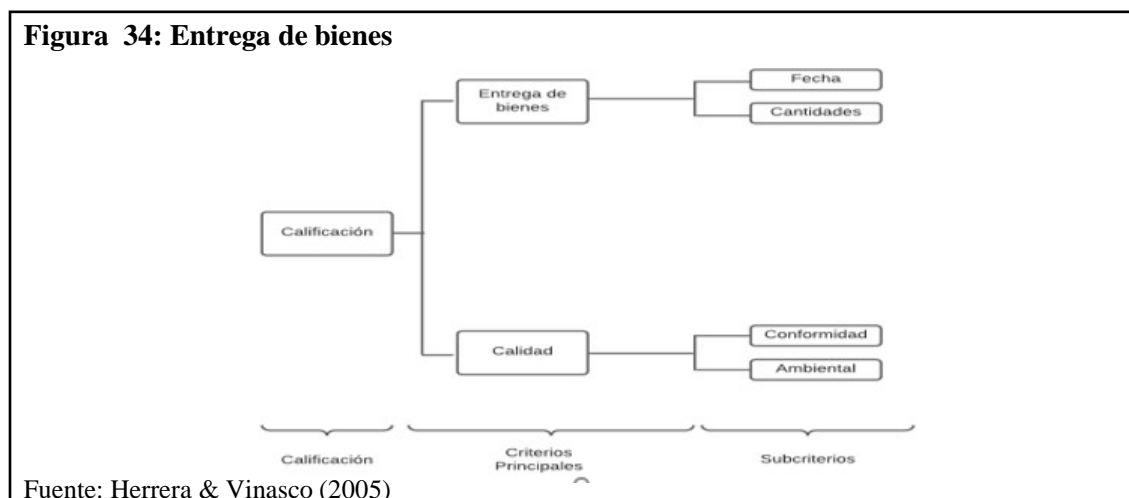 Figura 34: Entrega de bienes
Entrega de
bienes
Fecha
Cantidades
Calificación
Calidad
Conformidad
Ambiental
Calificación
Criterios
Principales
Subcriterios
Fuente: Herrera & Vinasco (2005)